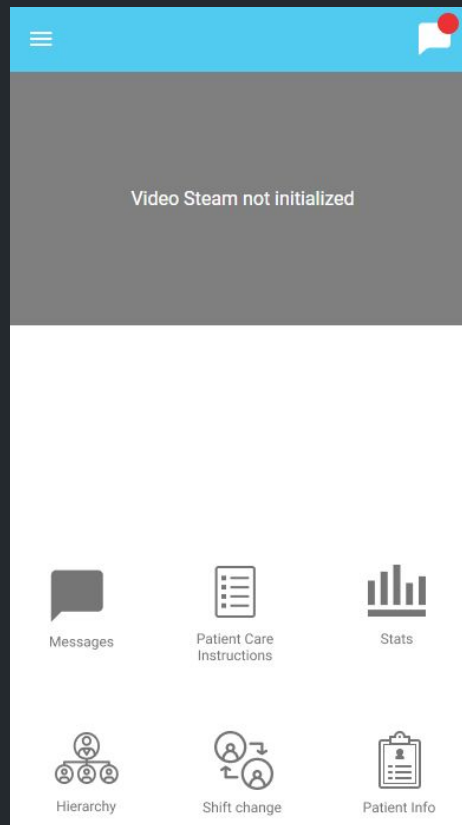 Video Steam not initialized
Messages
Patient Care
Instructions
Stats
Hierarchy
Shift change
Patient Info